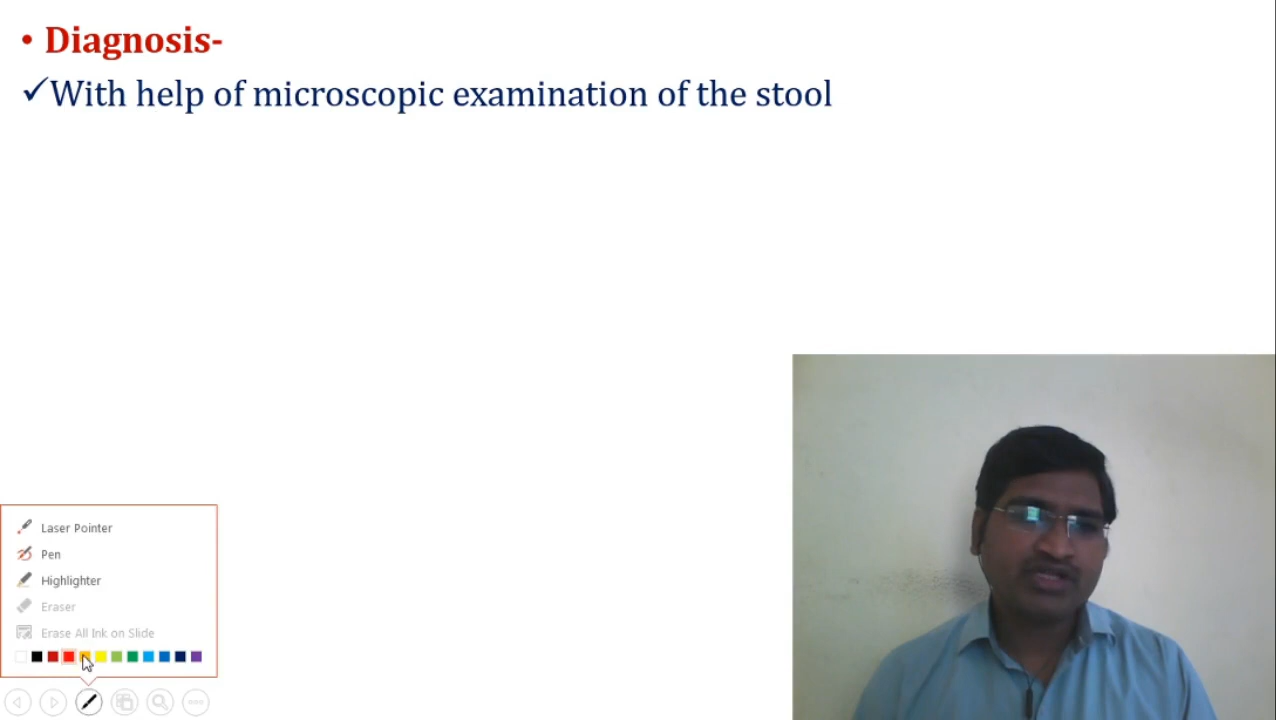 • Diagnosis-
✓With help of microscopic examination of the stool
Laser Pointer
Pen
Highlighter
Eraser
Erase All Ink on Slide